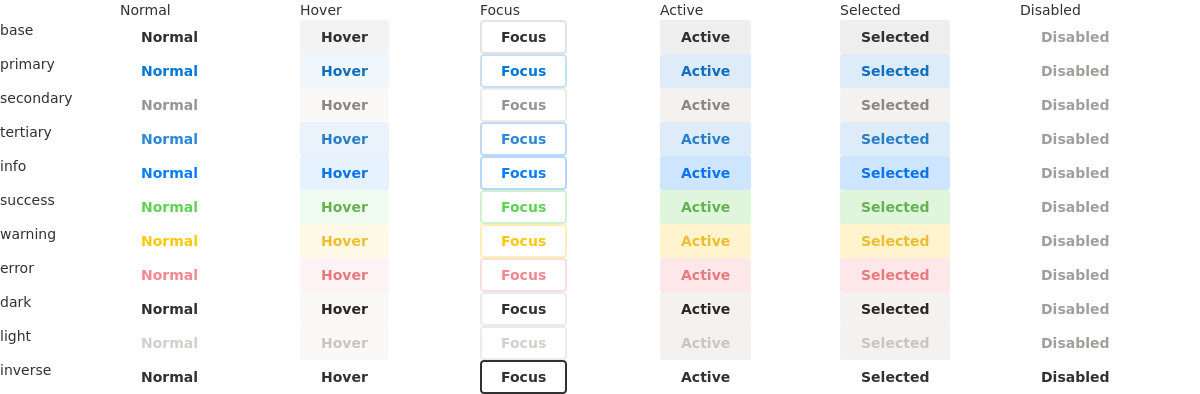 Normal Hover Focus Active Selected Disabled
base Normal Hover Focus Active Selected Disabled
primary Normal Hover Focus Active Selected Disabled
secondary Normal Hover Focus Active Selected Disabled
tertiary Normal Hover Focus Active Selected Disabled
info Normal Hover Focus Active Selected Disabled
success Normal Hover Focus Active Selected Disabled
warning Normal Hover Focus Active Selected Disabled
error Normal Hover Focus Active Selected Disabled
dark Normal Hover Focus Active Selected Disabled
light Normal Hover Focus Active Selected Disabled
inverse Normal Hover Focus Active Selected Disabled